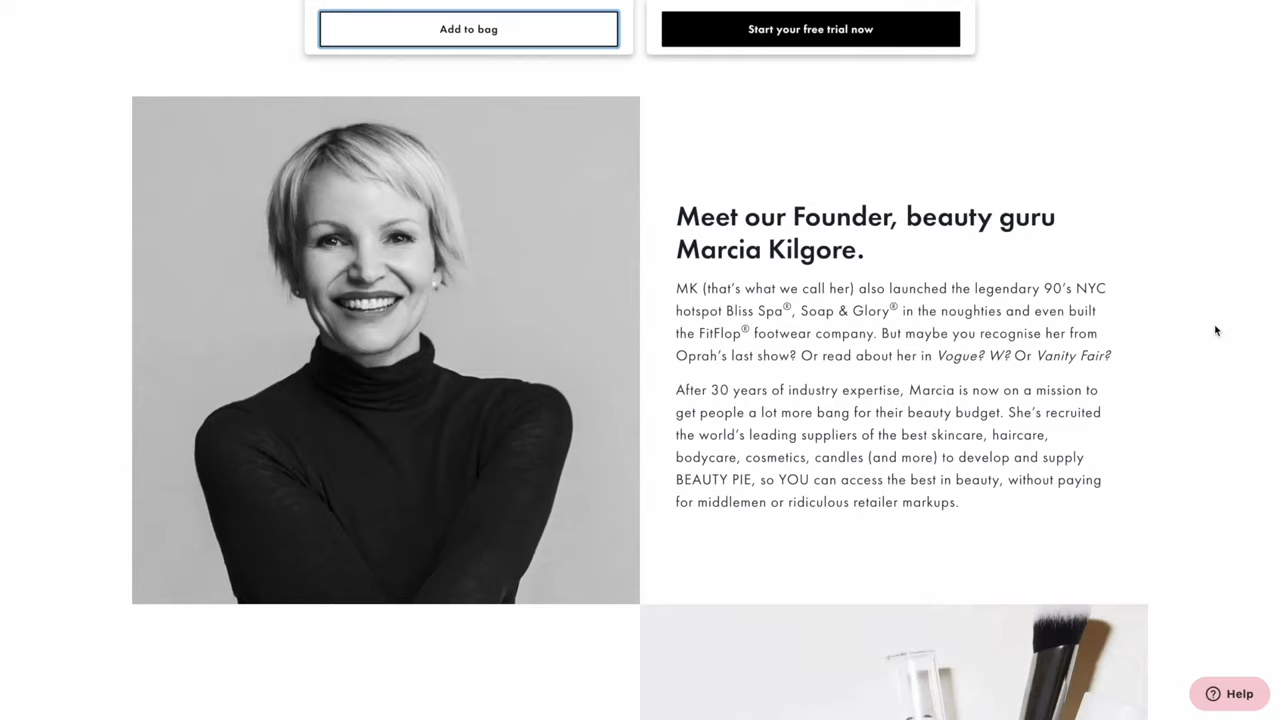 Add to bag
Start your free trial now
Meet our Founder, beauty guru
Marcia Kilgore.
MK (that's what we call her) also launched the legendary 90's NYC
hotspot Bliss Spa®, Soap & Glory® in the noughties and even built
the FitFlop® footwear company. But maybe you recognise her from
Oprah's last show? Or read about her in Vogue? W? Or Vanity Fair?
After 30 years of industry expertise, Marcia is now on a mission to
get people a lot more bang for their beauty budget. She's recruited
the world's leading suppliers of the best skincare, haircare,
bodycare, cosmetics, candles (and more) to develop and supply
BEAUTY PIE, so YOU can access the best in beauty, without paying
for middlemen or ridiculous retailer markups.
Help